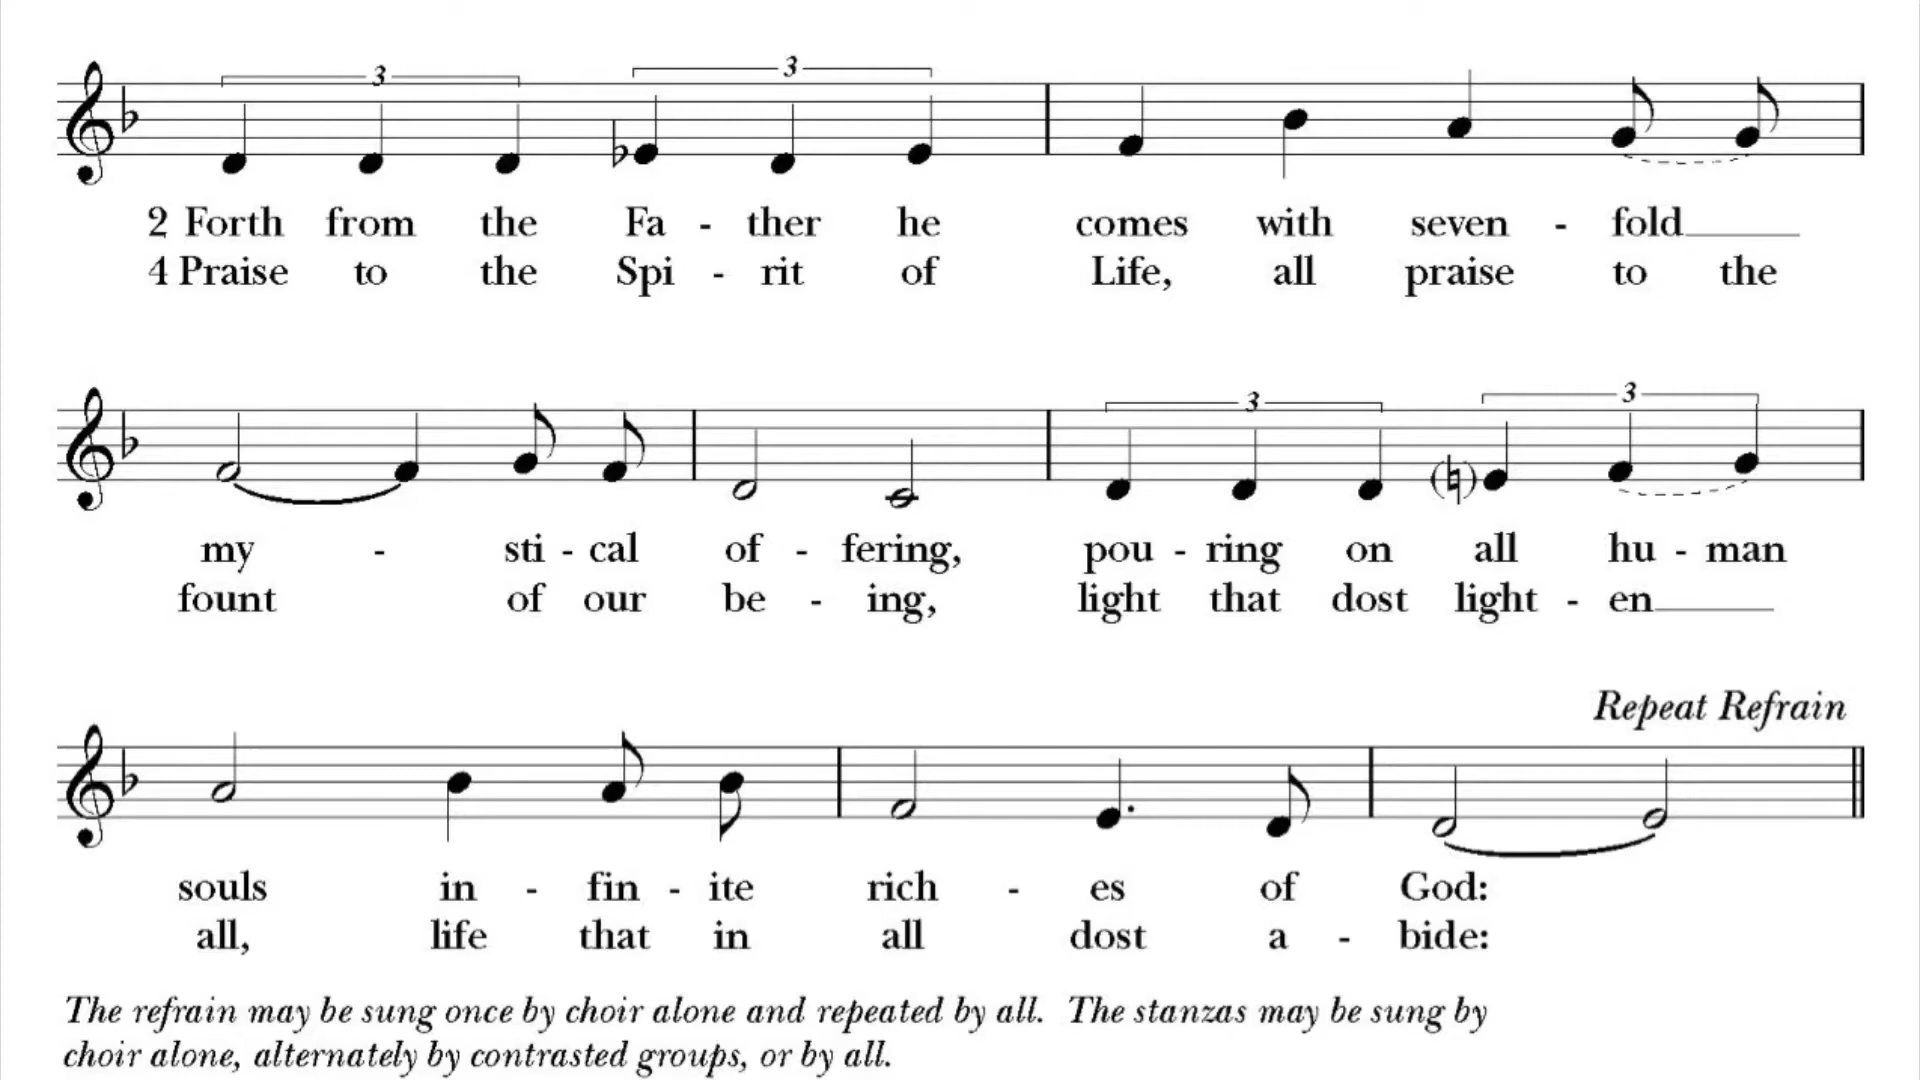 3 3
2 Forth from the Fa - ther he comes with seven - fold
4 Praise to the Spi - rit of Life, all praise to the
3 3
my - sti - cal of - fering, pou - ring on all hu - man
fount of our be - ing, light that dost light - en
Repeat Refrain
souls in - fin - ite rich - es of God:
all, life that in all dost a - bide:
The refrain may be sung once by choir alone and repeated by all. The stanzas may be sung by
choir alone, alternately by contrasted groups, or by all.